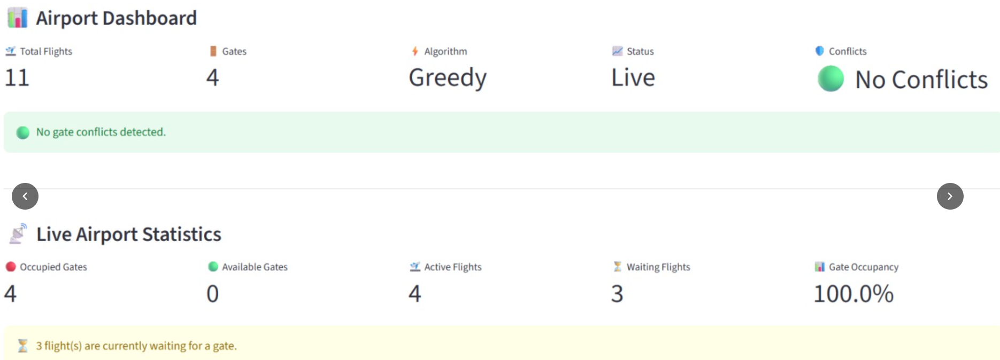 Airport Dashboard
Total Flights
Gates
Algorithm
Status
Conflicts
11
4
Greedy
Live
No Conflicts
No gate conflicts detected.
Live Airport Statistics
Occupied Gates
Available Gates
Active Flights
Waiting Flights
Gate Occupancy
4
0
4
3
100.0%
3 flight(s) are currently waiting for a gate.